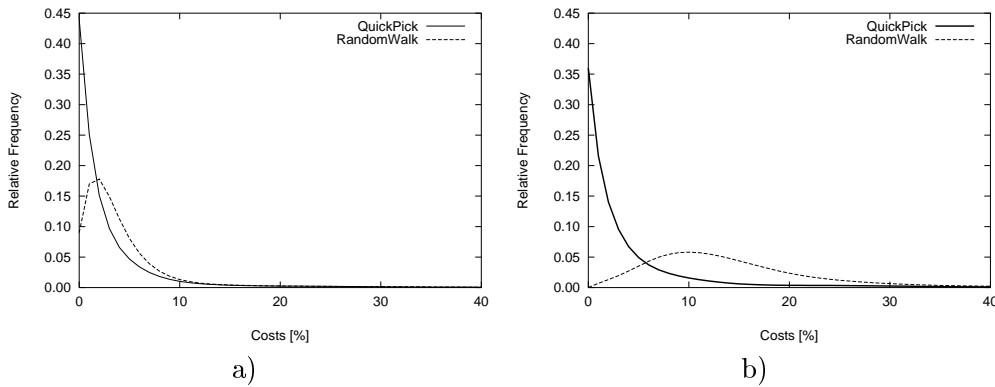 0.45
0.40
0.35
0.30
0.25
0.20
0.15
0.10
0.05
0.00
Relative Frequency
QuickPick
RandomWalk
0 10 20 30 40
Costs [%]
a)
0.45
0.40
0.35
0.30
0.25
0.20
0.15
0.10
0.05
0.00
Relative Frequency
QuickPick
RandomWalk
0 10 20 30 40
Costs [%]
b)